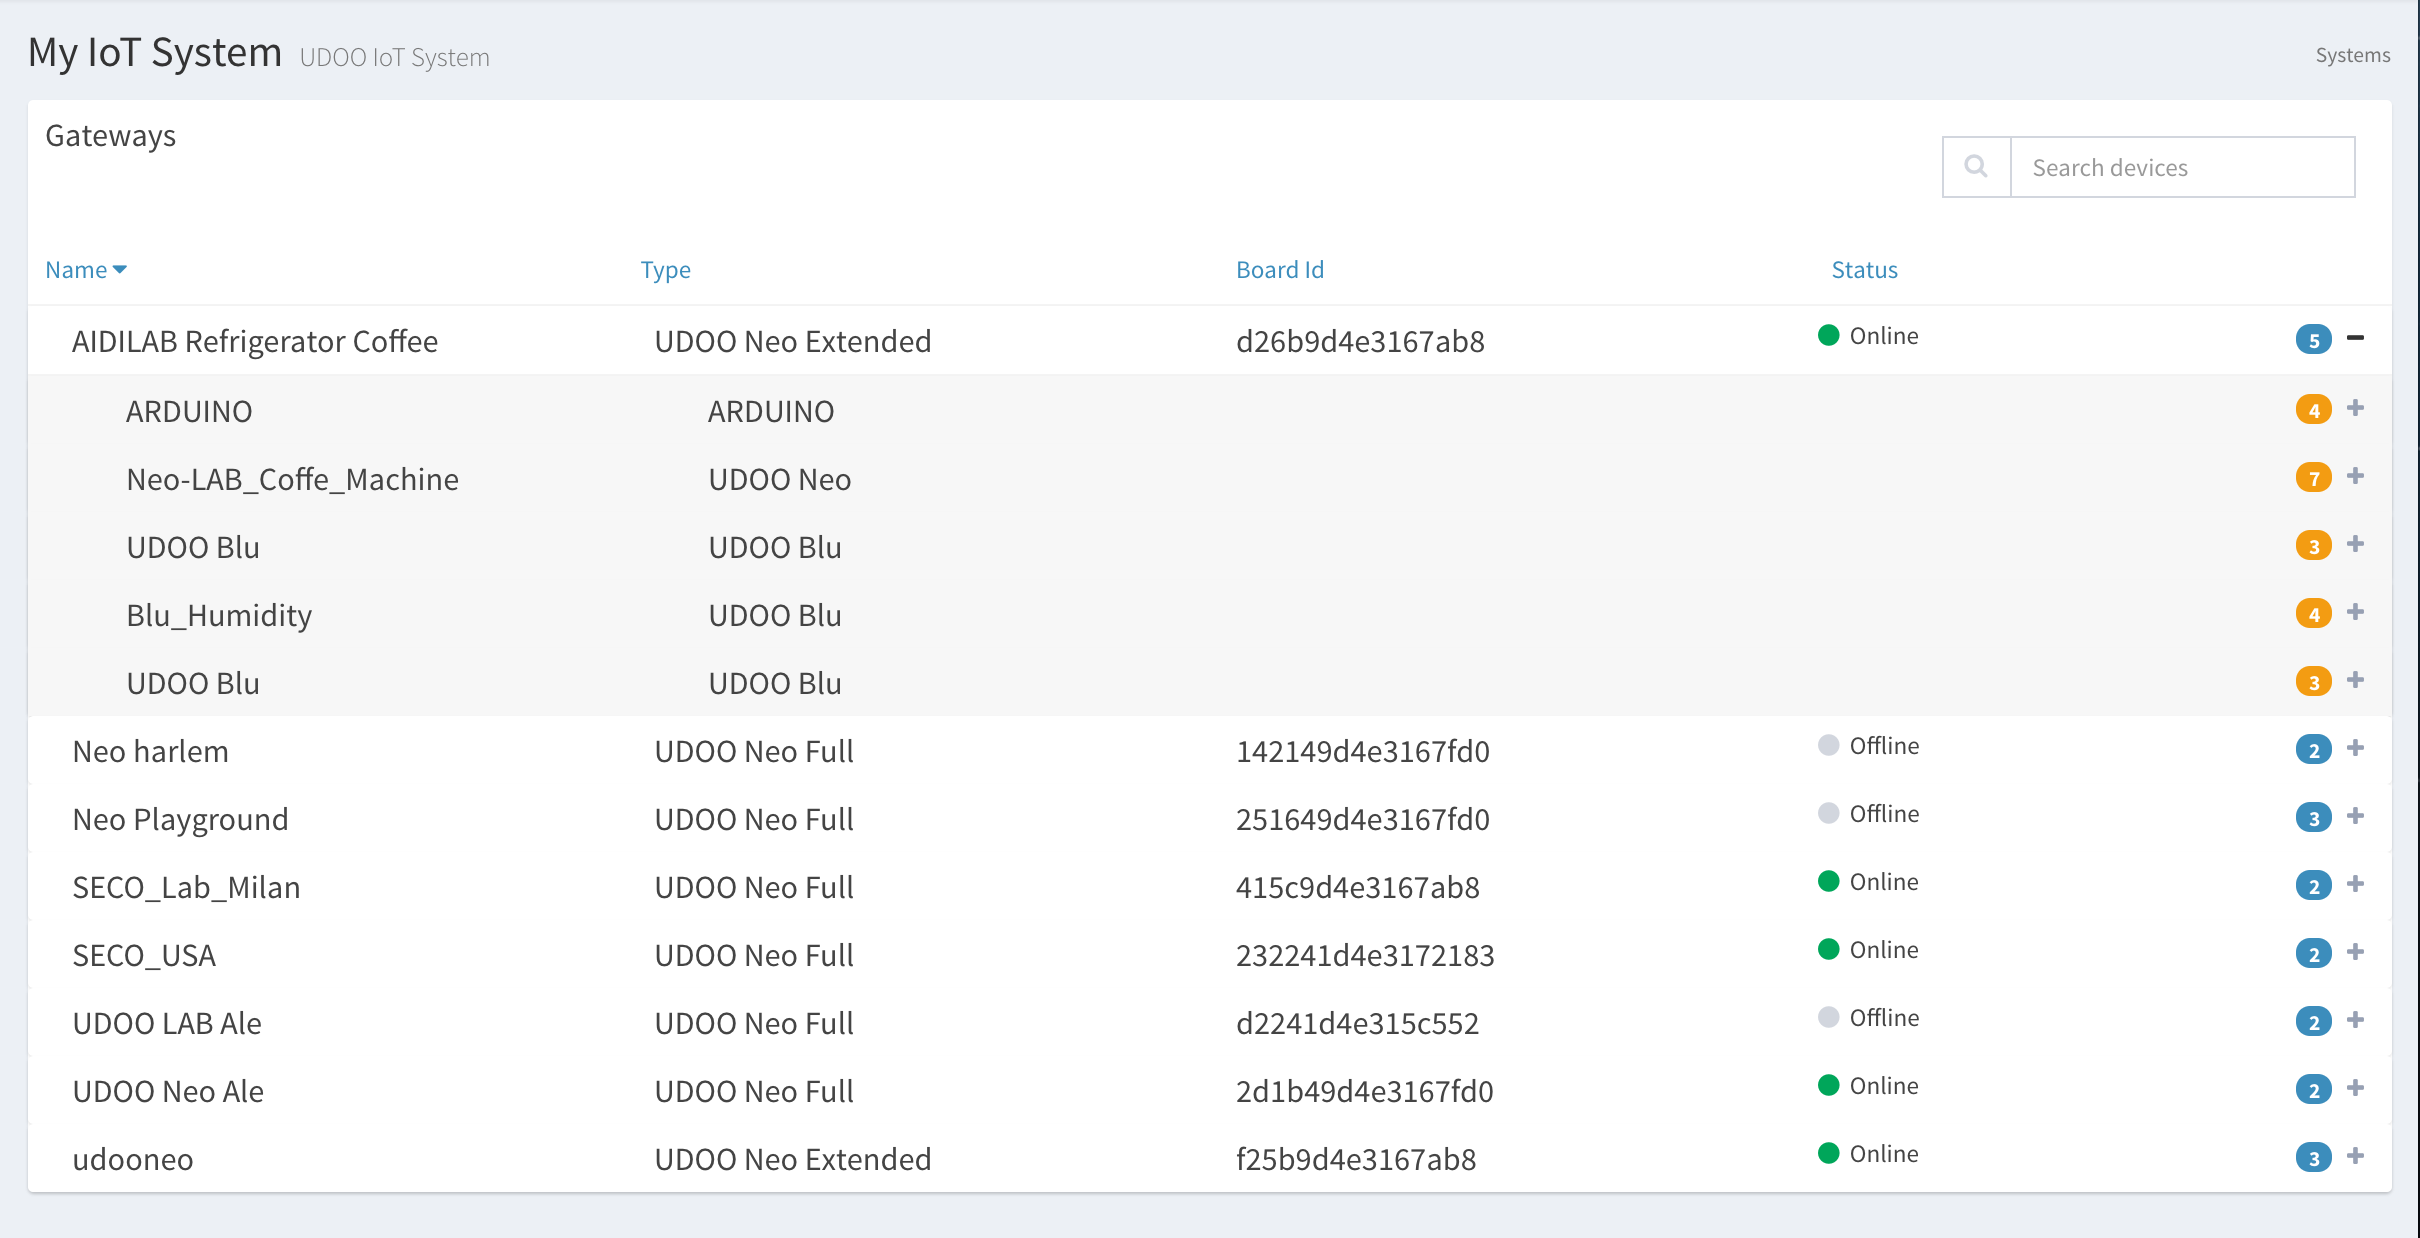 My IoT System UDOO IoT System Systems
Gateways
Search devices
Name Type Board Id Status
AIDILAB Refrigerator Coffee UDOO Neo Extended d26b9d4e3167ab8 Online 5
ARDUINO ARDUINO 4
Neo-LAB_Coffe_Machine UDOO Neo 7
UDOO Blu UDOO Blu 3
Blu_Humidity UDOO Blu 4
UDOO Blu UDOO Blu 3
Neo harlem UDOO Neo Full 142149d4e3167fd0 Offline 2
Neo Playground UDOO Neo Full 251649d4e3167fd0 Offline 3
SECO_Lab_Milan UDOO Neo Full 415c9d4e3167ab8 Online 2
SECO_USA UDOO Neo Full 232241d4e3172183 Online 2
UDOO LAB Ale UDOO Neo Full d2241d4e315c552 Offline 2
UDOO Neo Ale UDOO Neo Full 2d1b49d4e3167fd0 Online 2
udooneo UDOO Neo Extended f25b9d4e3167ab8 Online 3